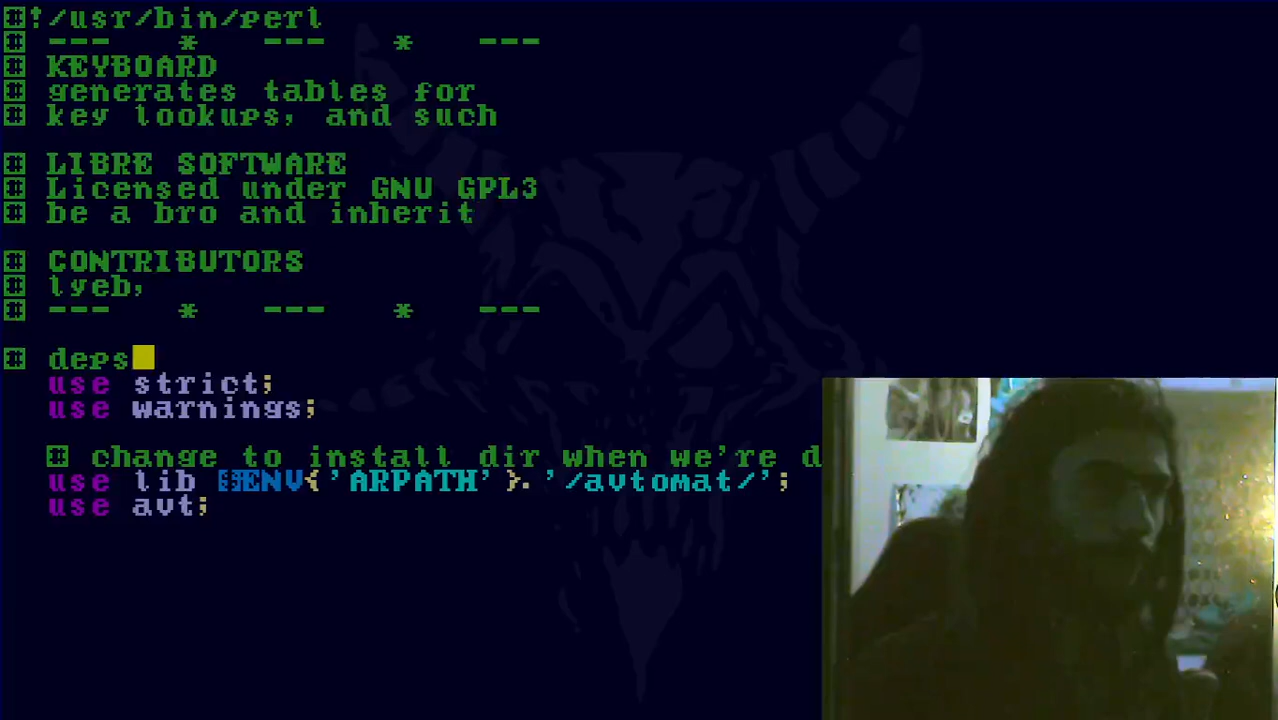 #!/usr/bin/perl
# ---   *   ---   *   ---
# KEYBOARD
# generates tables for
# key lookups, and such
# LIBRE SOFTWARE
# Licensed under GNU GPL3
# be a bro and inherit
# CONTRIBUTORS
# lyeb,
# ---   *   ---   *   ---
# deps
use strict;
use warnings;
# change to install dir when we're d
use lib $ENV{'ARPATH'}.'/avtomat/';
use avt;